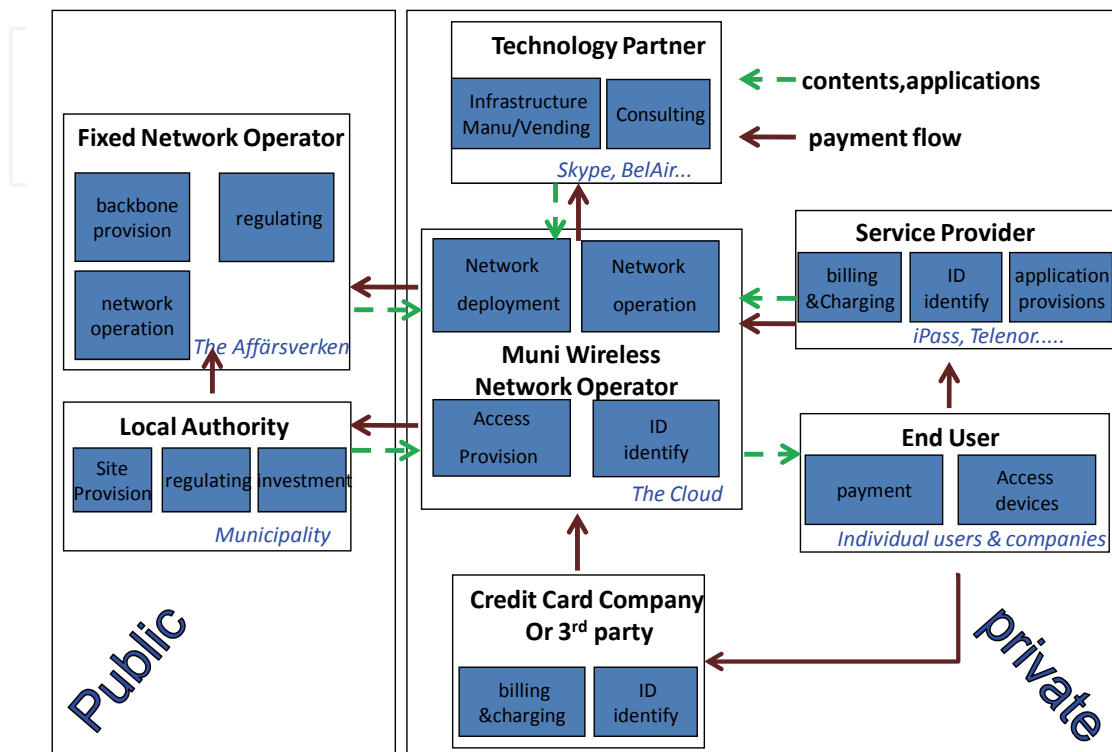 Technology Partner
Infrastructure
Manu/Vending
Consulting
Skype, BelAir...
contents,applications
payment flow
Fixed Network Operator
backbone
provision
regulating
network
operation
The Affärsverken
Local Authority
Site
Provision
regulating
investment
Municipality
Public
Network
deployment
Network
operation
Muni Wireless
Network Operator
Access
Provision
ID
identify
The Cloud
Service Provider
billing
&Charging
ID
identify
application
provisions
iPass, Telenor.....
End User
payment
Access
devices
Individual users & companies
Credit Card Company
Or 3rd party
billing
&charging
ID
identify
private